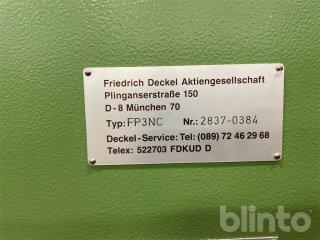 Friedrich Deckel Aktiengesellschaft
Plinganserstraße 150
D-8 München 70
Typ: FP3NC Nr.: 2837-0384
Deckel-Service: Tel: (089) 72 46 29 68
Telex: 522703 FDKUD D
blinto